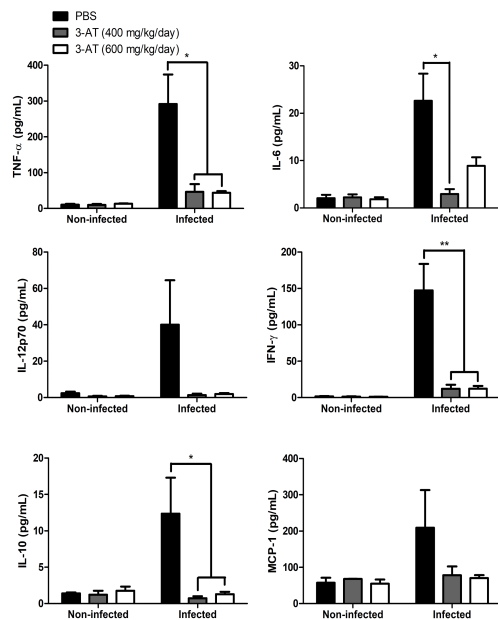 PBS
3-AT (400 mg/kg/day)
3-AT (600 mg/kg/day)
TNF-α (pg/mL)
400
300
200
100
0
*
Non-infected
Infected
IL-6 (pg/mL)
30
20
10
0
*
Non-infected
Infected
IL-12p70 (pg/mL)
80
60
40
20
0
Non-infected
Infected
IFN-γ (pg/mL)
200
150
100
50
0
**
Non-infected
Infected
IL-10 (pg/mL)
20
15
10
5
0
*
Non-infected
Infected
MCP-1 (pg/mL)
400
300
200
100
0
Non-infected
Infected